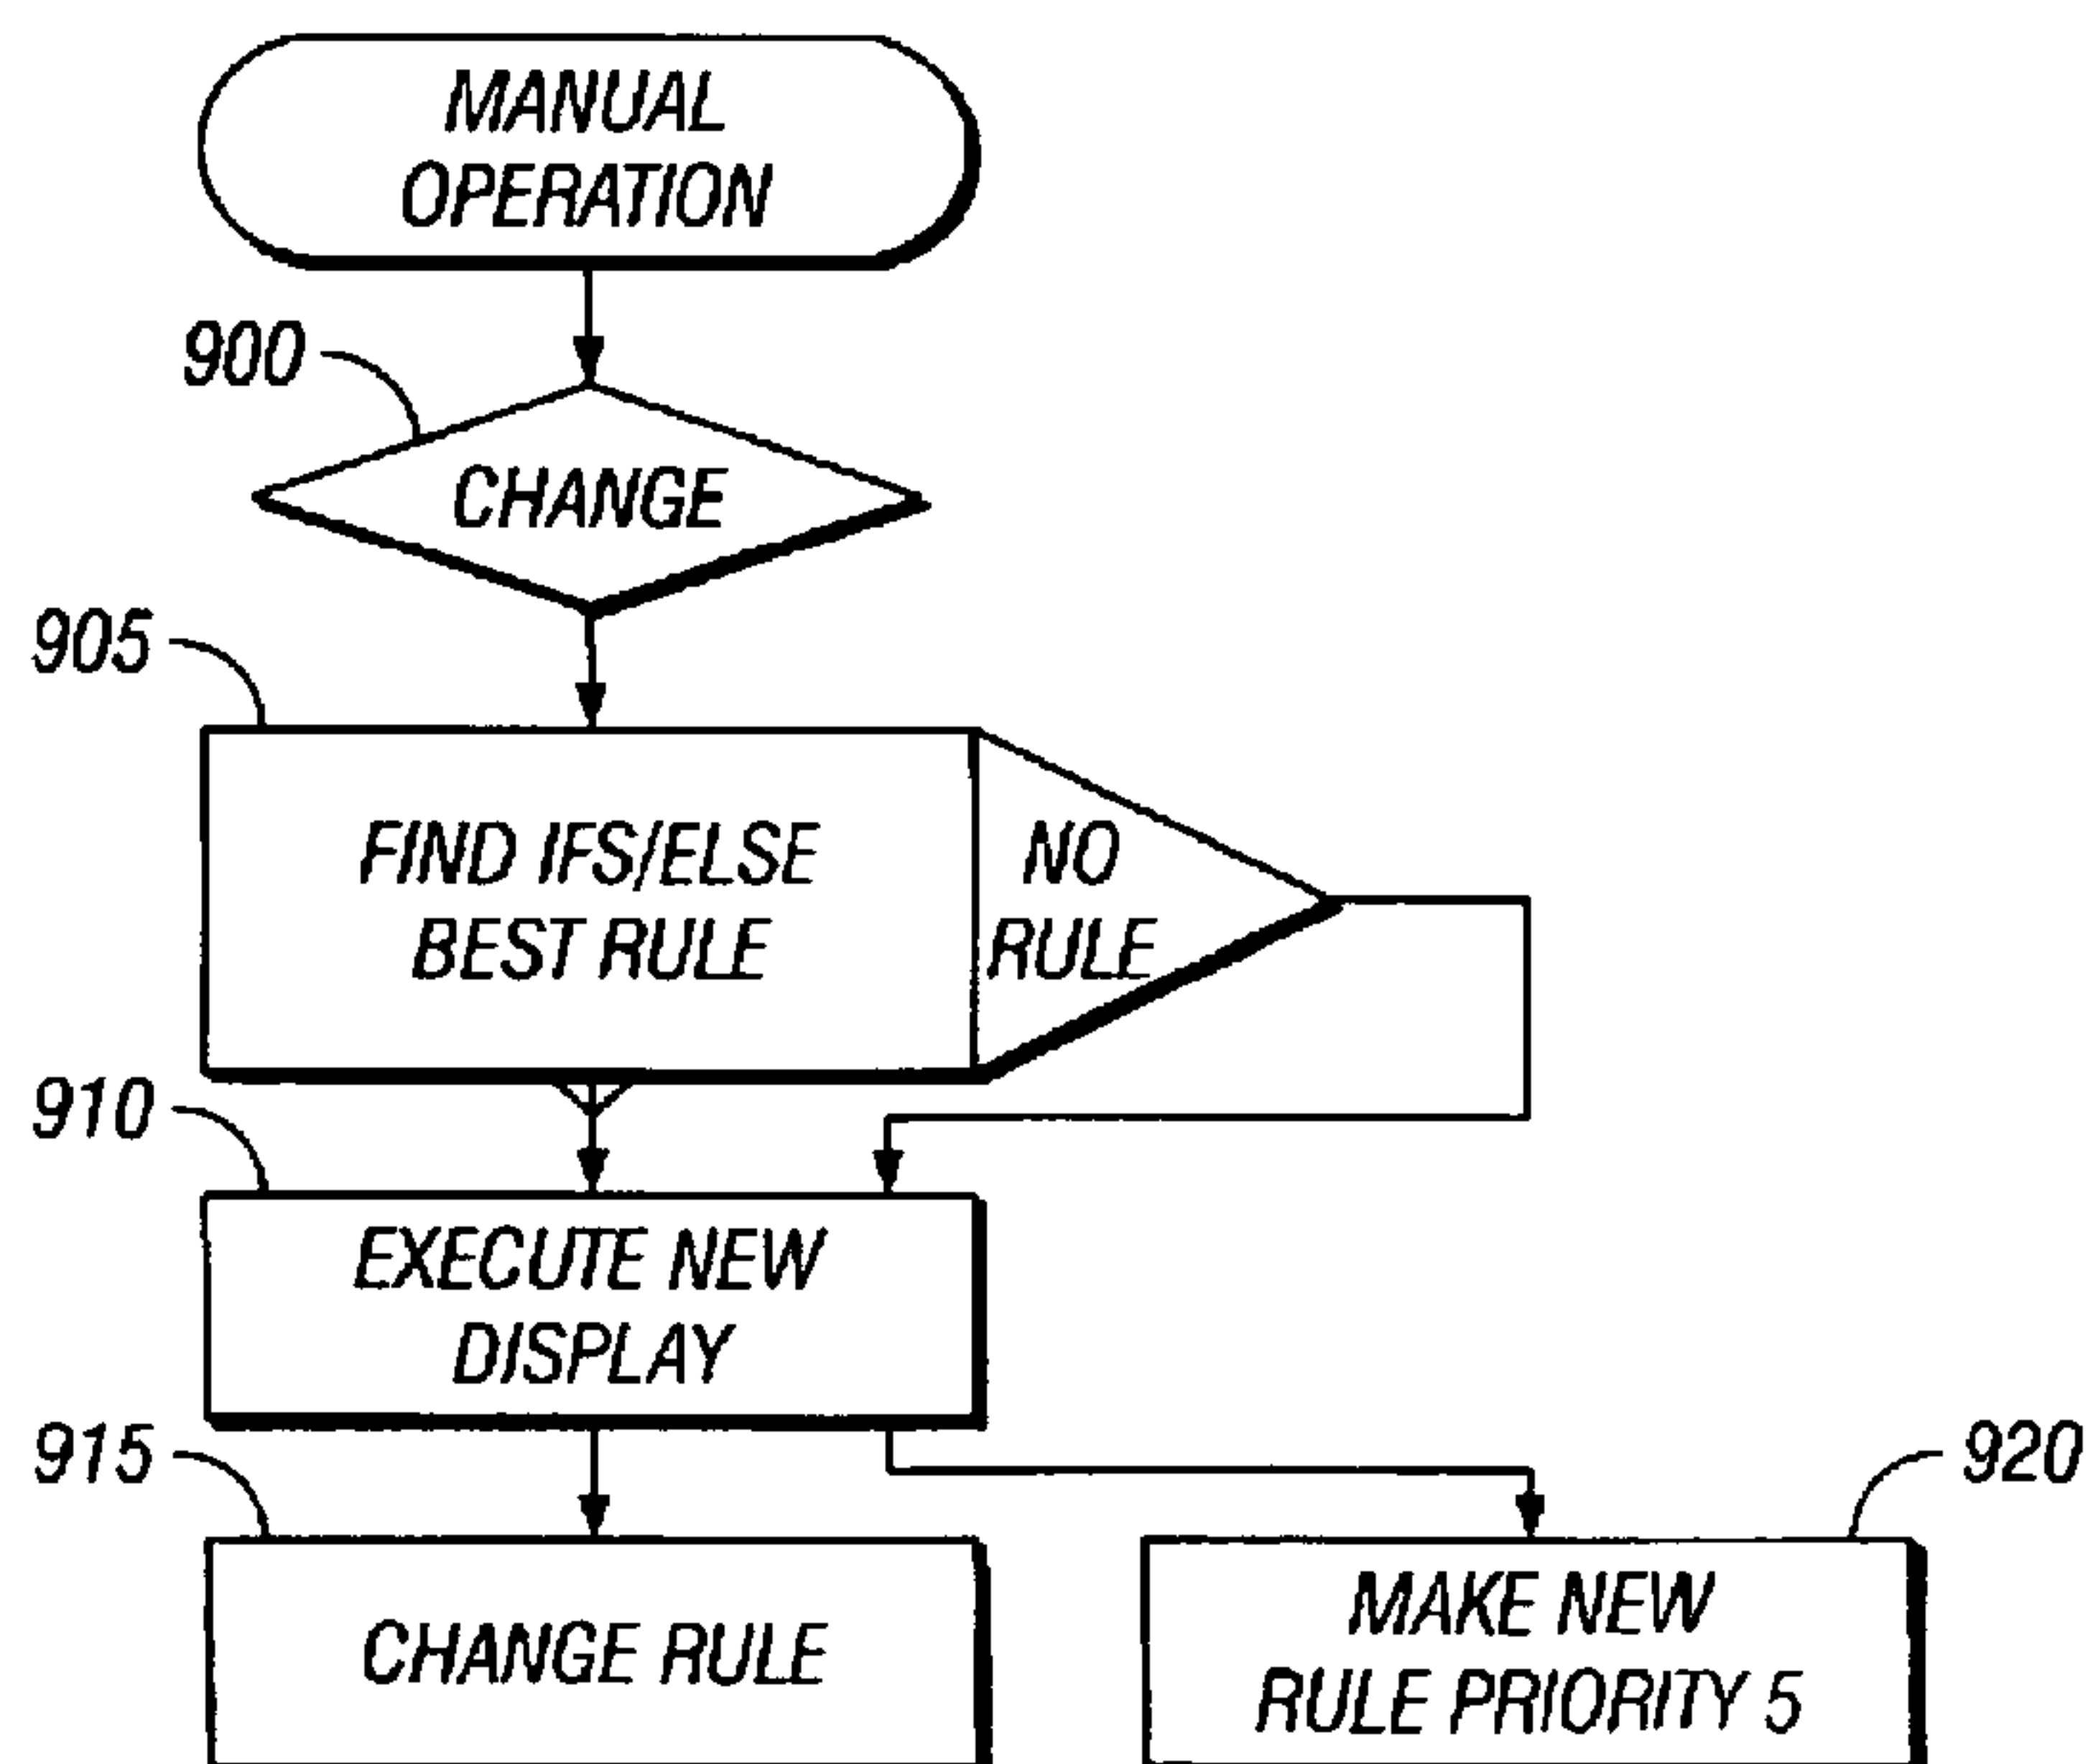 MANUAL
OPERATION
900
CHANGE
905
FIND IFS/ELSE
BEST RULE
NO
RULE
910
EXECUTE NEW
DISPLAY
915
920
CHANGE RULE
MAKE NEW
RULE PRIORITY 5